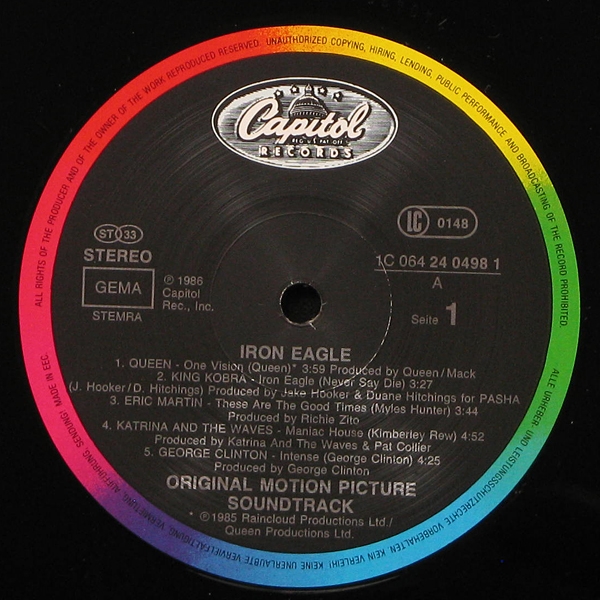 ALL RIGHTS OF THE PRODUCER AND OF THE OWNER OF THE WORK REPRODUCED RESERVED. UNAUTHORIZED COPYING, HIRING, LENDING, PUBLIC PERFORMANCE AND BROADCASTING OF THE RECORD PROHIBITED.
Capitol
REG. U.S. PAT. OFF.
RECORDS
ST 33
STEREO
GEMA
STEMRA
℗ 1986
Capitol
Rec., Inc.
LC 0148
1C 064 24 0498 1
A
Seite 1
IRON EAGLE
1. QUEEN - One Vision (Queen)* 3:59 Produced by Queen/Mack
2. KING KOBRA - Iron Eagle (Never Say Die) 3:27
(J. Hooker/D. Hitchings) Produced by Jake Hooker & Duane Hitchings for PASHA
3. ERIC MARTIN - These Are The Good Times (Myles Hunter) 3:44
Produced by Richie Zito
4. KATRINA AND THE WAVES - Maniac House (Kimberley Rew) 4:52
Produced by Katrina And The Waves & Pat Collier
5. GEORGE CLINTON - Intense (George Clinton) 4:25
Produced by George Clinton
ORIGINAL MOTION PICTURE
SOUNDTRACK
* ℗ 1985 Raincloud Productions Ltd./
Queen Productions Ltd.
ALLE URHEBER- UND LEISTUNGSSCHUTZRECHTE VORBEHALTEN. KEIN VERLEIH! KEINE UNERLAUBTE VERVIELFÄLTIGUNG, VERMIETUNG, AUFFÜHRUNG, SENDUNG! MADE IN EEC.